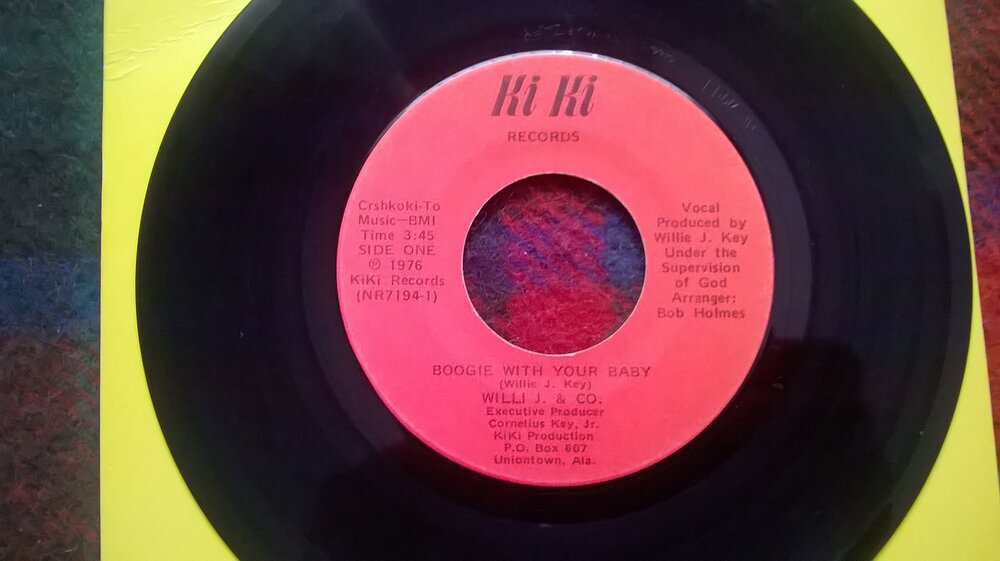 Ki Ki
RECORDS
Crshkoki-To
Music—BMI
Time 3:45
SIDE ONE
℗ 1976
KiKi Records
(NR7194-1)
Vocal
Produced by
Willie J. Key
Under the
Supervision
of God
Arranger:
Bob Holmes
BOOGIE WITH YOUR BABY
(Willie J. Key)
WILLI J. & CO.
Executive Producer
Cornelius Key, Jr.
KiKi Production
P.O. Box 667
Uniontown, Ala.